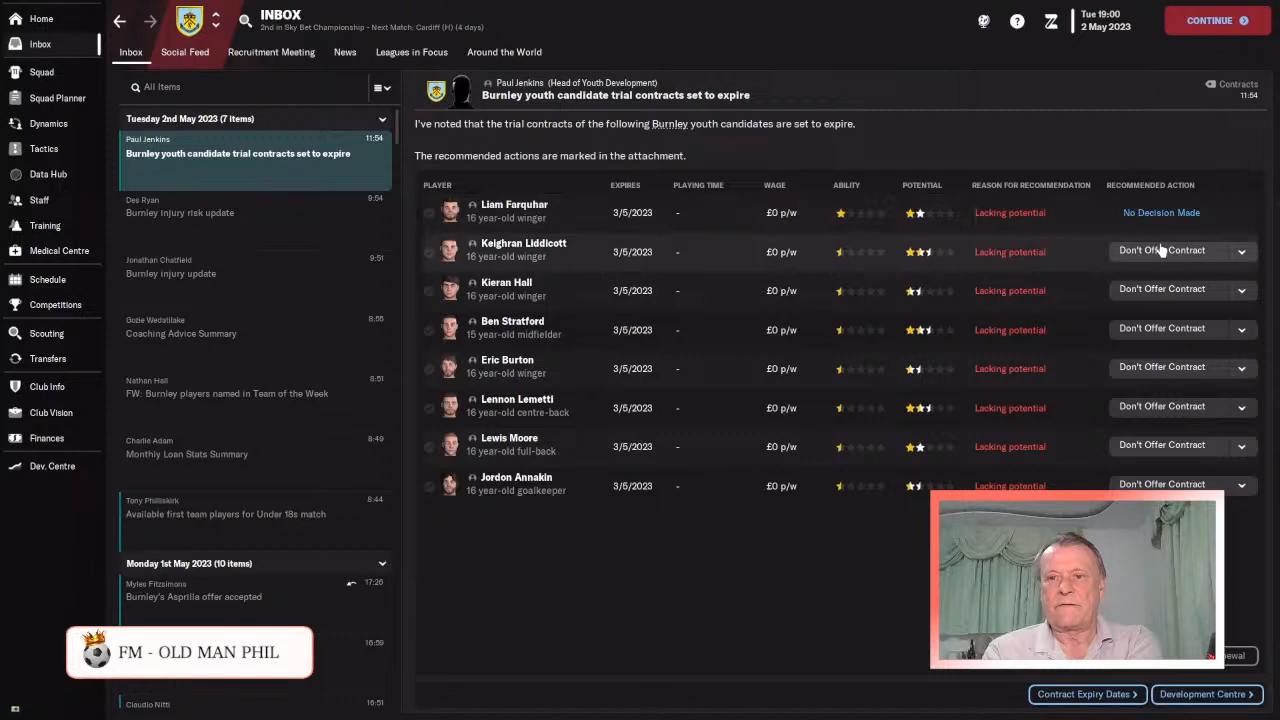 Home
Inbox
Squad
Squad Planner
Dynamics
Tactics
Data Hub
Staff
Training
Medical Centre
Schedule
Competitions
Scouting
Transfers
Club Info
Club Vision
Finances
Dev. Centre
INBOX
2nd in Sky Bet Championship - Next Match: Cardiff (H) (4 days)
Tue 19:00
2 May 2023
CONTINUE
Inbox Social Feed Recruitment Meeting News Leagues in Focus Around the World
All Items
Tuesday 2nd May 2023 (7 items)
Paul Jenkins 11:54
Burnley youth candidate trial contracts set to expire
Des Ryan 9:54
Burnley injury risk update
Jonathan Chatfield 9:51
Burnley injury update
Gozie Wedatilake 8:55
Coaching Advice Summary
Nathan Hall 8:51
FW: Burnley players named in Team of the Week
Charlie Adam 8:49
Monthly Loan Stats Summary
Tony Philliskirk 8:44
Available first team players for Under 18s match
Monday 1st May 2023 (10 items)
Myles Fitzsimons 17:26
Burnley's Asprilla offer accepted
16:59
Claudio Nitti 16:51
Paul Jenkins (Head of Youth Development)
Burnley youth candidate trial contracts set to expire
Contracts
11:54
I've noted that the trial contracts of the following Burnley youth candidates are set to expire.
The recommended actions are marked in the attachment.
PLAYER EXPIRES PLAYING TIME WAGE ABILITY POTENTIAL REASON FOR RECOMMENDATION RECOMMENDED ACTION
Liam Farquhar
16 year-old winger 3/5/2023 - £0 p/w Lacking potential No Decision Made
Keighran Liddicott
16 year-old winger 3/5/2023 - £0 p/w Lacking potential Don't Offer Contract
Kieran Hall
16 year-old winger 3/5/2023 - £0 p/w Lacking potential Don't Offer Contract
Ben Stratford
15 year-old midfielder 3/5/2023 - £0 p/w Lacking potential Don't Offer Contract
Eric Burton
16 year-old winger 3/5/2023 - £0 p/w Lacking potential Don't Offer Contract
Lennon Lemetti
16 year-old centre-back 3/5/2023 - £0 p/w Lacking potential Don't Offer Contract
Lewis Moore
16 year-old full-back 3/5/2023 - £0 p/w Lacking potential Don't Offer Contract
Jordon Annakin
16 year-old goalkeeper 3/5/2023 - £0 p/w Lacking potential Don't Offer Contract
FM - OLD MAN PHIL
Contract Expiry Dates > Development Centre >